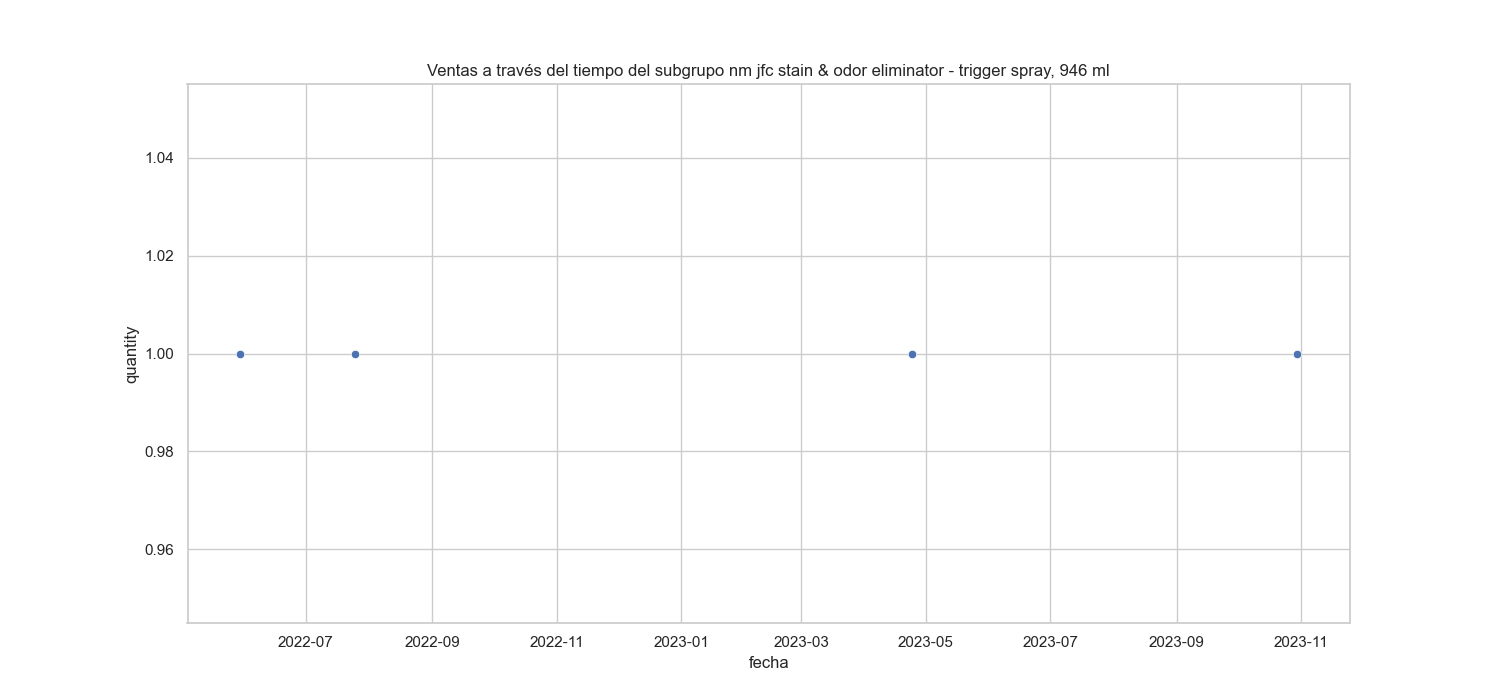 Ventas a través del tiempo del subgrupo nm jfc stain & odor eliminator - trigger spray, 946 ml
1.04
1.02
1.00
0.98
0.96
quantity
2022-07 2022-09 2022-11 2023-01 2023-03 2023-05 2023-07 2023-09 2023-11
fecha